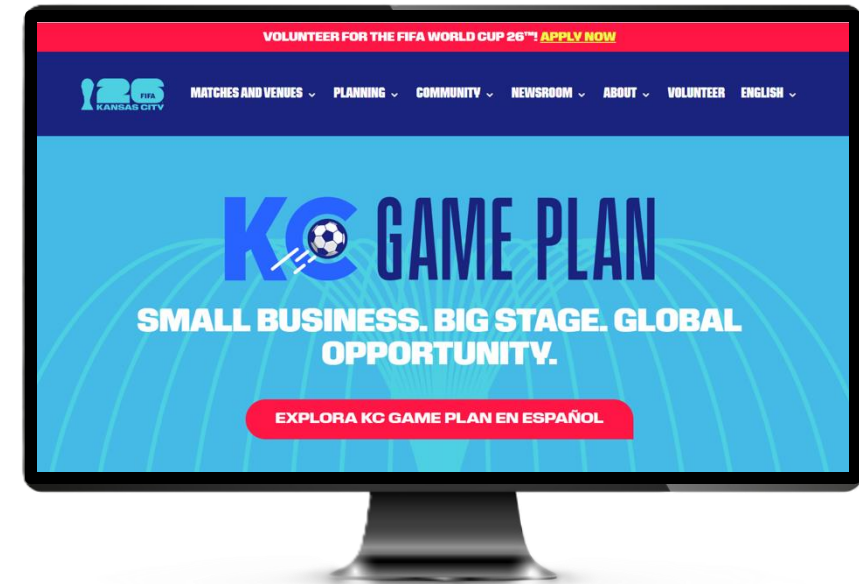 VOLUNTEER FOR THE FIFA WORLD CUP 26™! APPLY NOW
26 FIFA
KANSAS CITY
MATCHES AND VENUES
PLANNING
COMMUNITY
NEWSROOM
ABOUT
VOLUNTEER
ENGLISH
KC GAME PLAN
SMALL BUSINESS. BIG STAGE. GLOBAL
OPPORTUNITY.
EXPLORA KC GAME PLAN EN ESPAÑOL